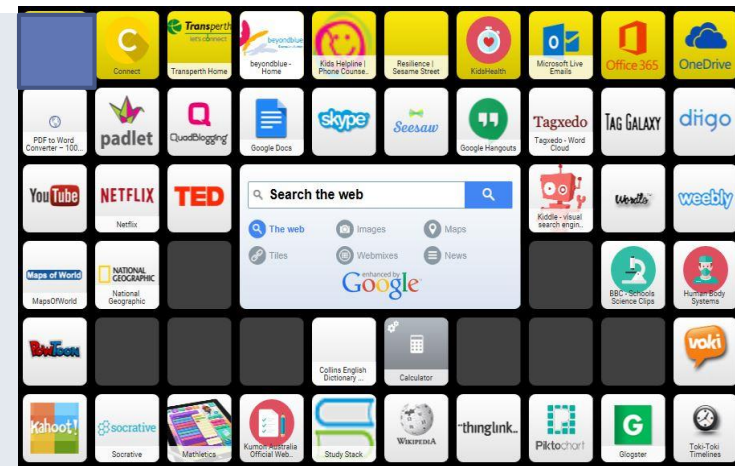 Connect
Transperth
let's connect
Transperth Home
beyondblue
beyondblue -
Home
Kids Helpline |
Phone Counse..
Resilience |
Sesame Street
KidsHealth
Microsoft Live
Emails
Office 365
OneDrive
PDF to Word
Converter – 100...
padlet
QuadBlogging
Google Docs
skype
Seesaw
Google Hangouts
Tagxedo
Tagxedo - Word
Cloud
TAG GALAXY
diigo
YouTube
NETFLIX
Netflix
TED
Search the web
The web
Images
Maps
Tiles
Webmixes
News
enhanced by
Google
Kiddle - visual
search engin..
Wordle
weebly
Maps of World
MapsOfWorld
NATIONAL
GEOGRAPHIC
National
Geographic
BBC - Schools
Science Clips
Human Body
Systems
PowToon
Collins English
Dictionary ...
Calculator
voki
Kahoot!
socrative
Socrative
Mathletics
Kumon Australia
Official Web..
Study Stack
WIKIPEDIA
thinglink..
Piktochart
G
Glogster
Toki-Toki
Timelines